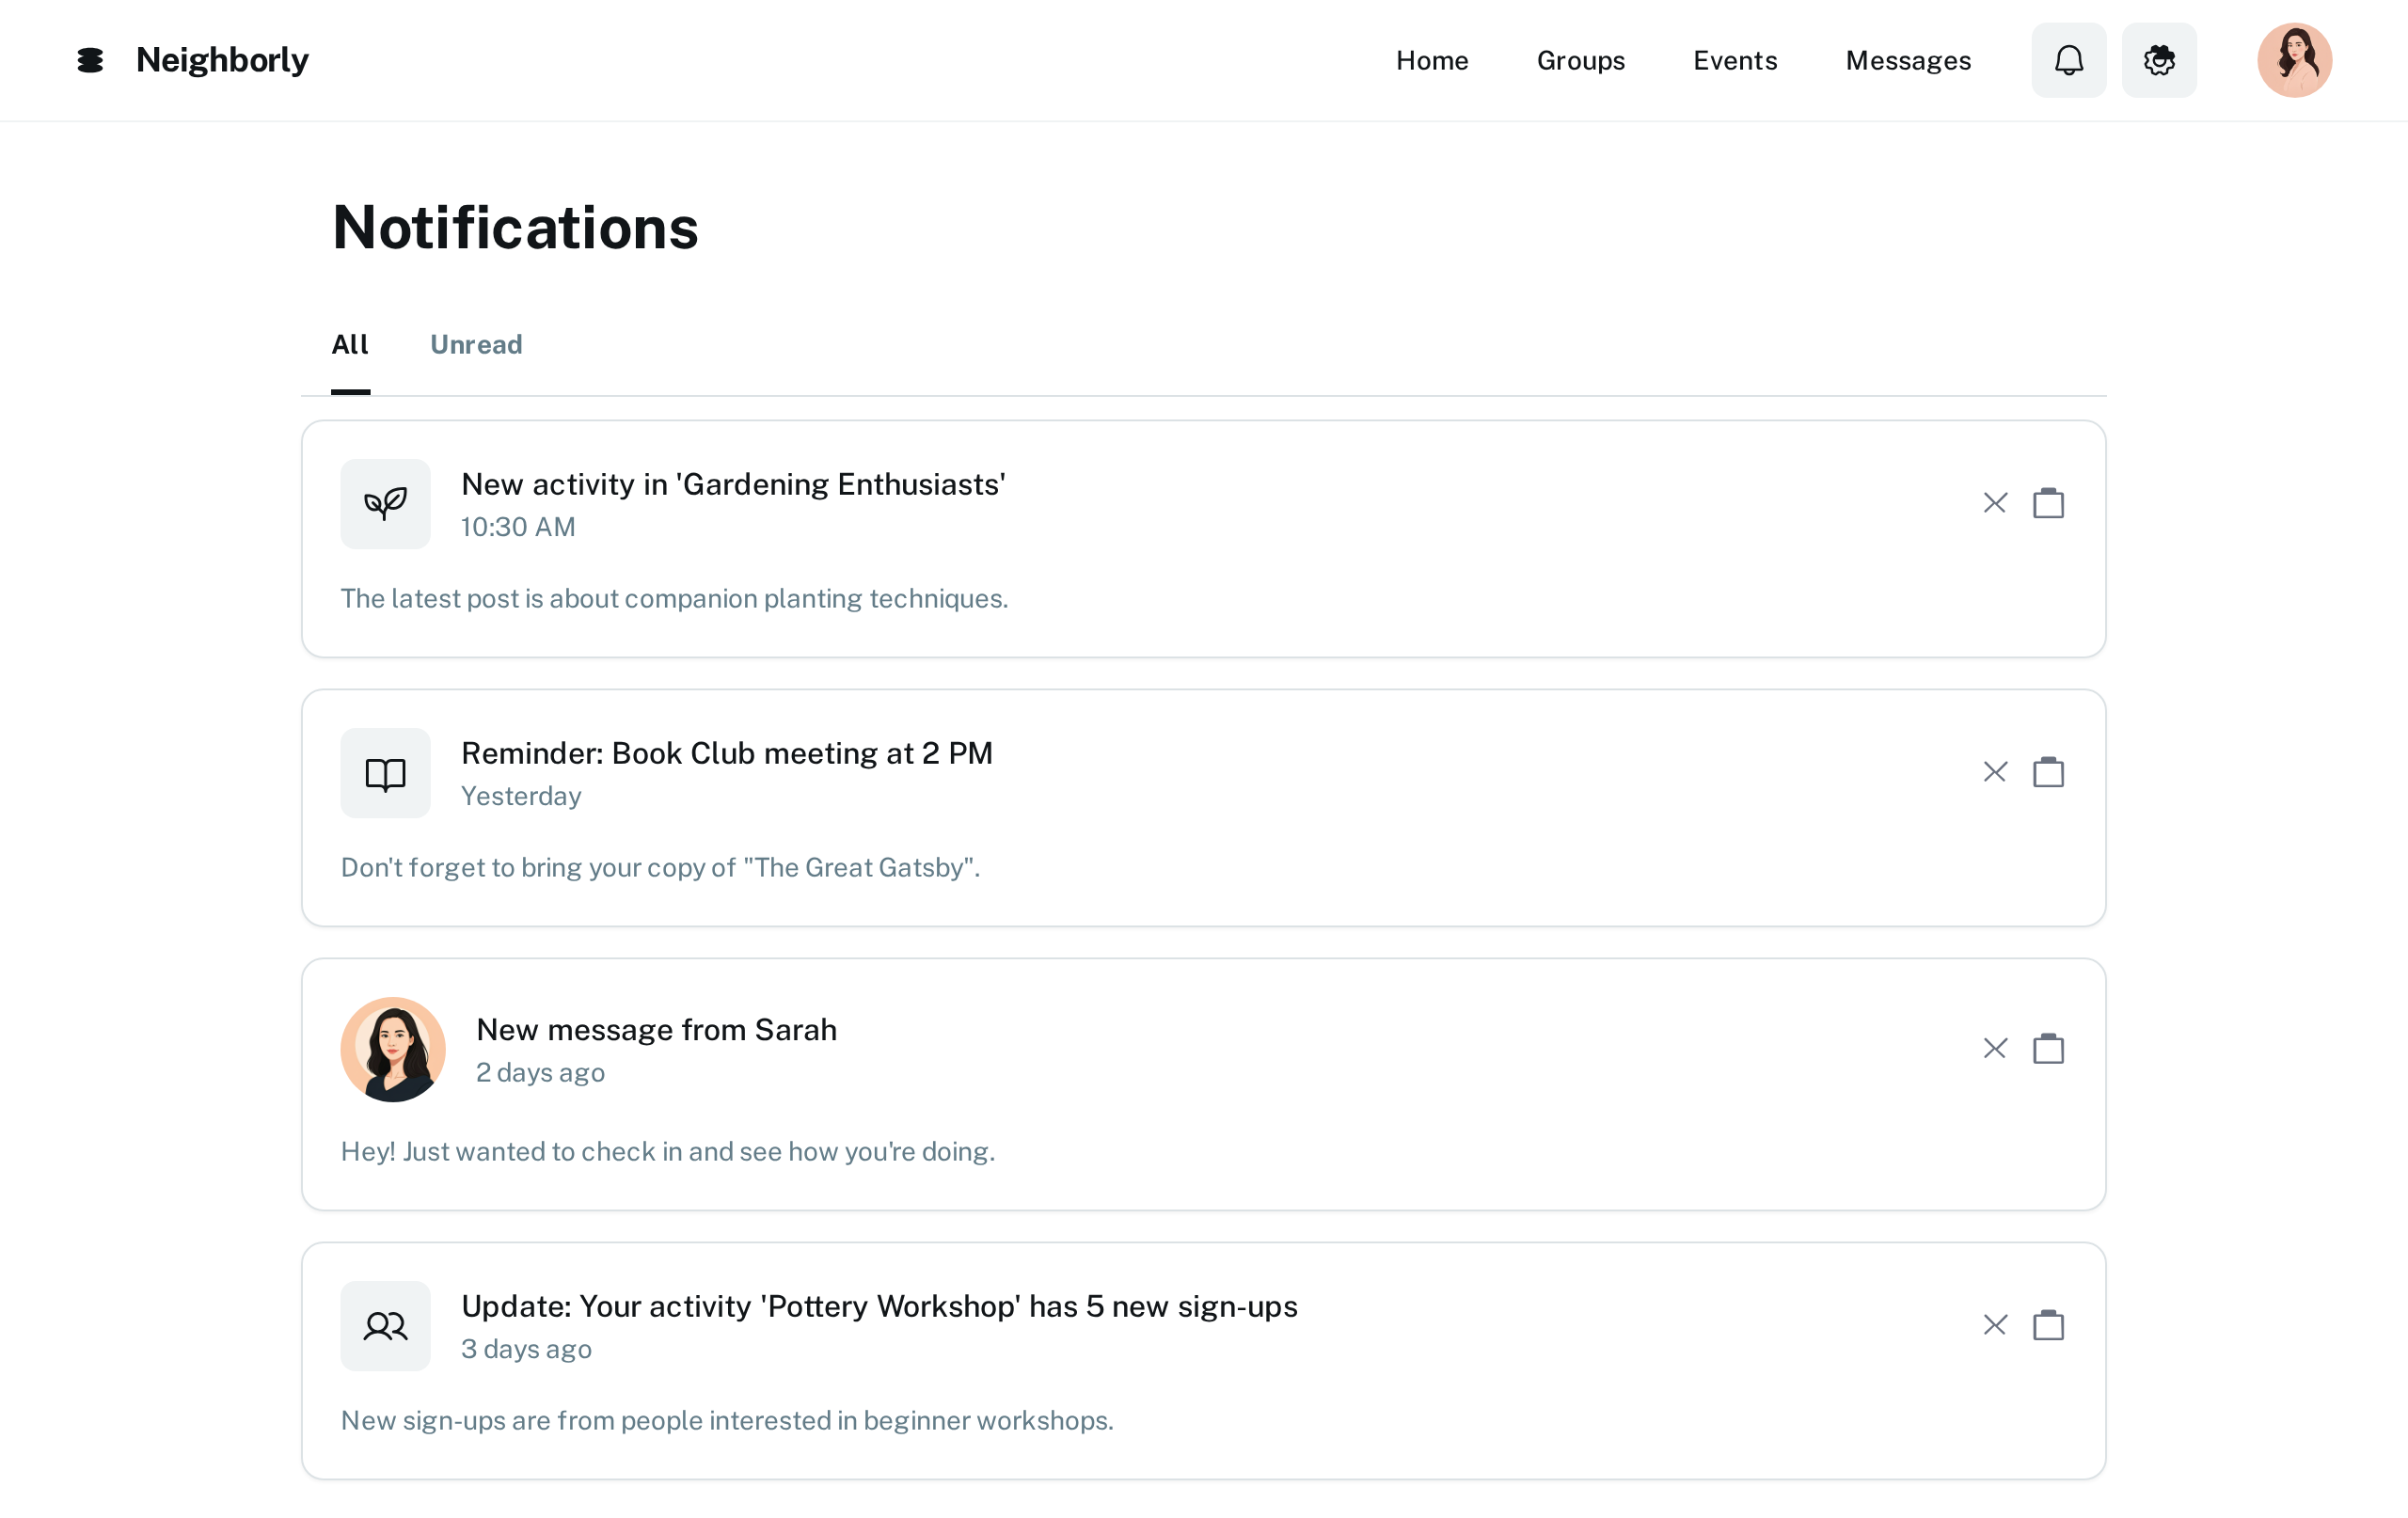 Neighborly
Home
Groups
Events
Messages
Notifications
All
Unread
New activity in 'Gardening Enthusiasts'
10:30 AM
The latest post is about companion planting techniques.
Reminder: Book Club meeting at 2 PM
Yesterday
Don't forget to bring your copy of "The Great Gatsby".
New message from Sarah
2 days ago
Hey! Just wanted to check in and see how you're doing.
Update: Your activity 'Pottery Workshop' has 5 new sign-ups
3 days ago
New sign-ups are from people interested in beginner workshops.